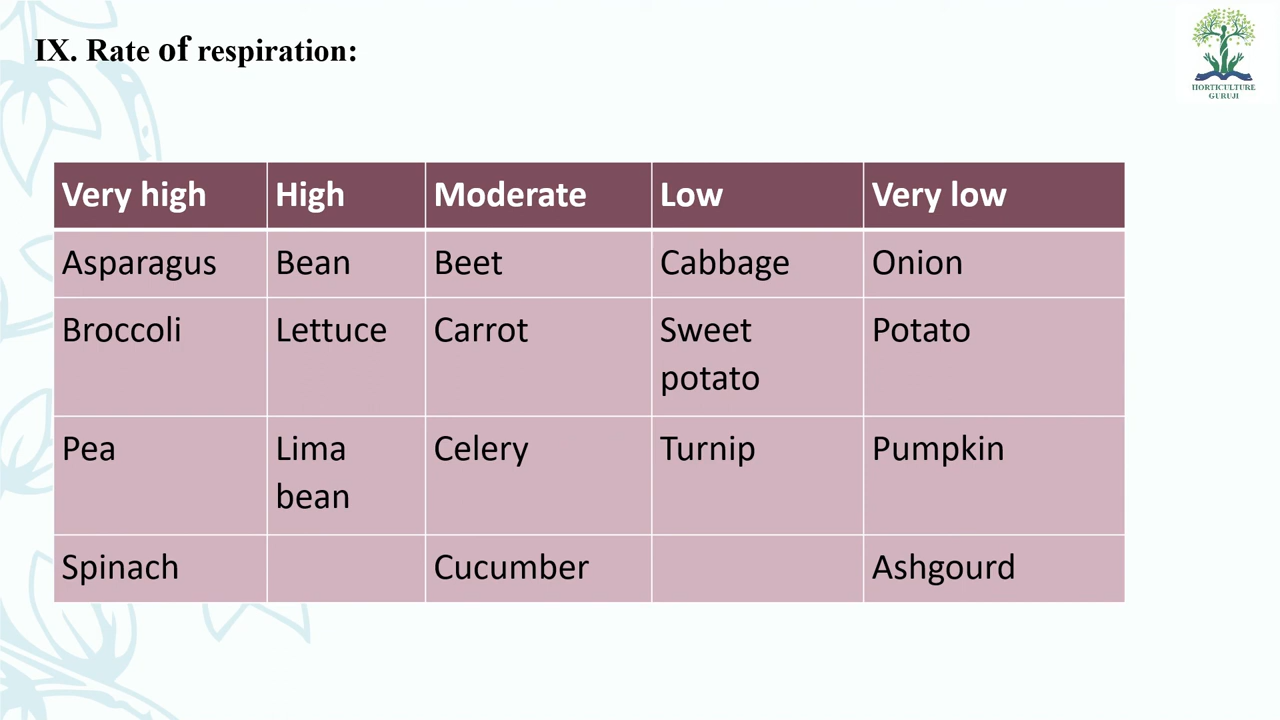 IX. Rate of respiration:
HORTICULTURE
GURUJI
Very high High Moderate Low Very low
Asparagus Bean Beet Cabbage Onion
Broccoli Lettuce Carrot Sweet potato Potato
Pea Lima bean Celery Turnip Pumpkin
Spinach Cucumber Ashgourd